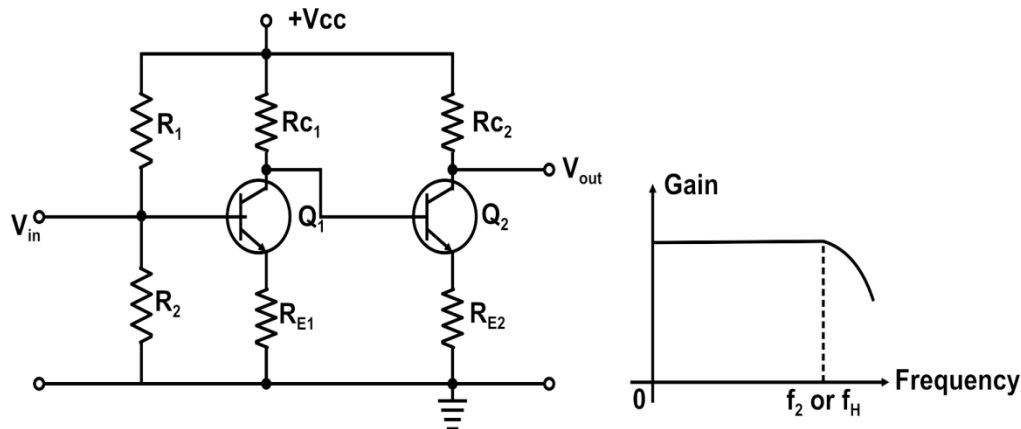 +Vcc
R₁
Rc₁
Rc₂
Vout
Vin
Q₁
Q₂
R₂
RE1
RE2
Gain
0
f₂ or fH
Frequency